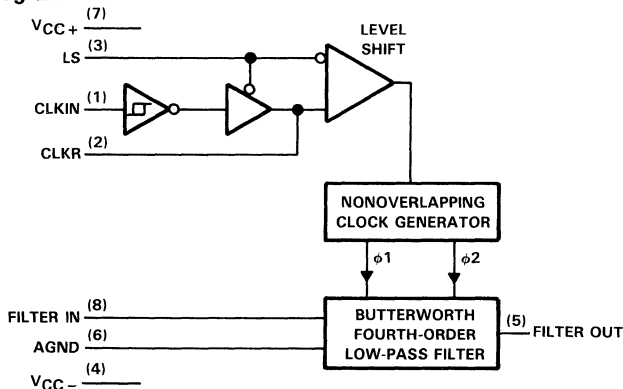 (7)
VCC+
LEVEL
SHIFT
(3)
LS
(1)
CLKIN
(2)
CLKR
NONOVERLAPPING
CLOCK GENERATOR
ϕ1
ϕ2
(8)
FILTER IN
BUTTERWORTH
FOURTH-ORDER
LOW-PASS FILTER
(5)
FILTER OUT
(6)
AGND
(4)
VCC−